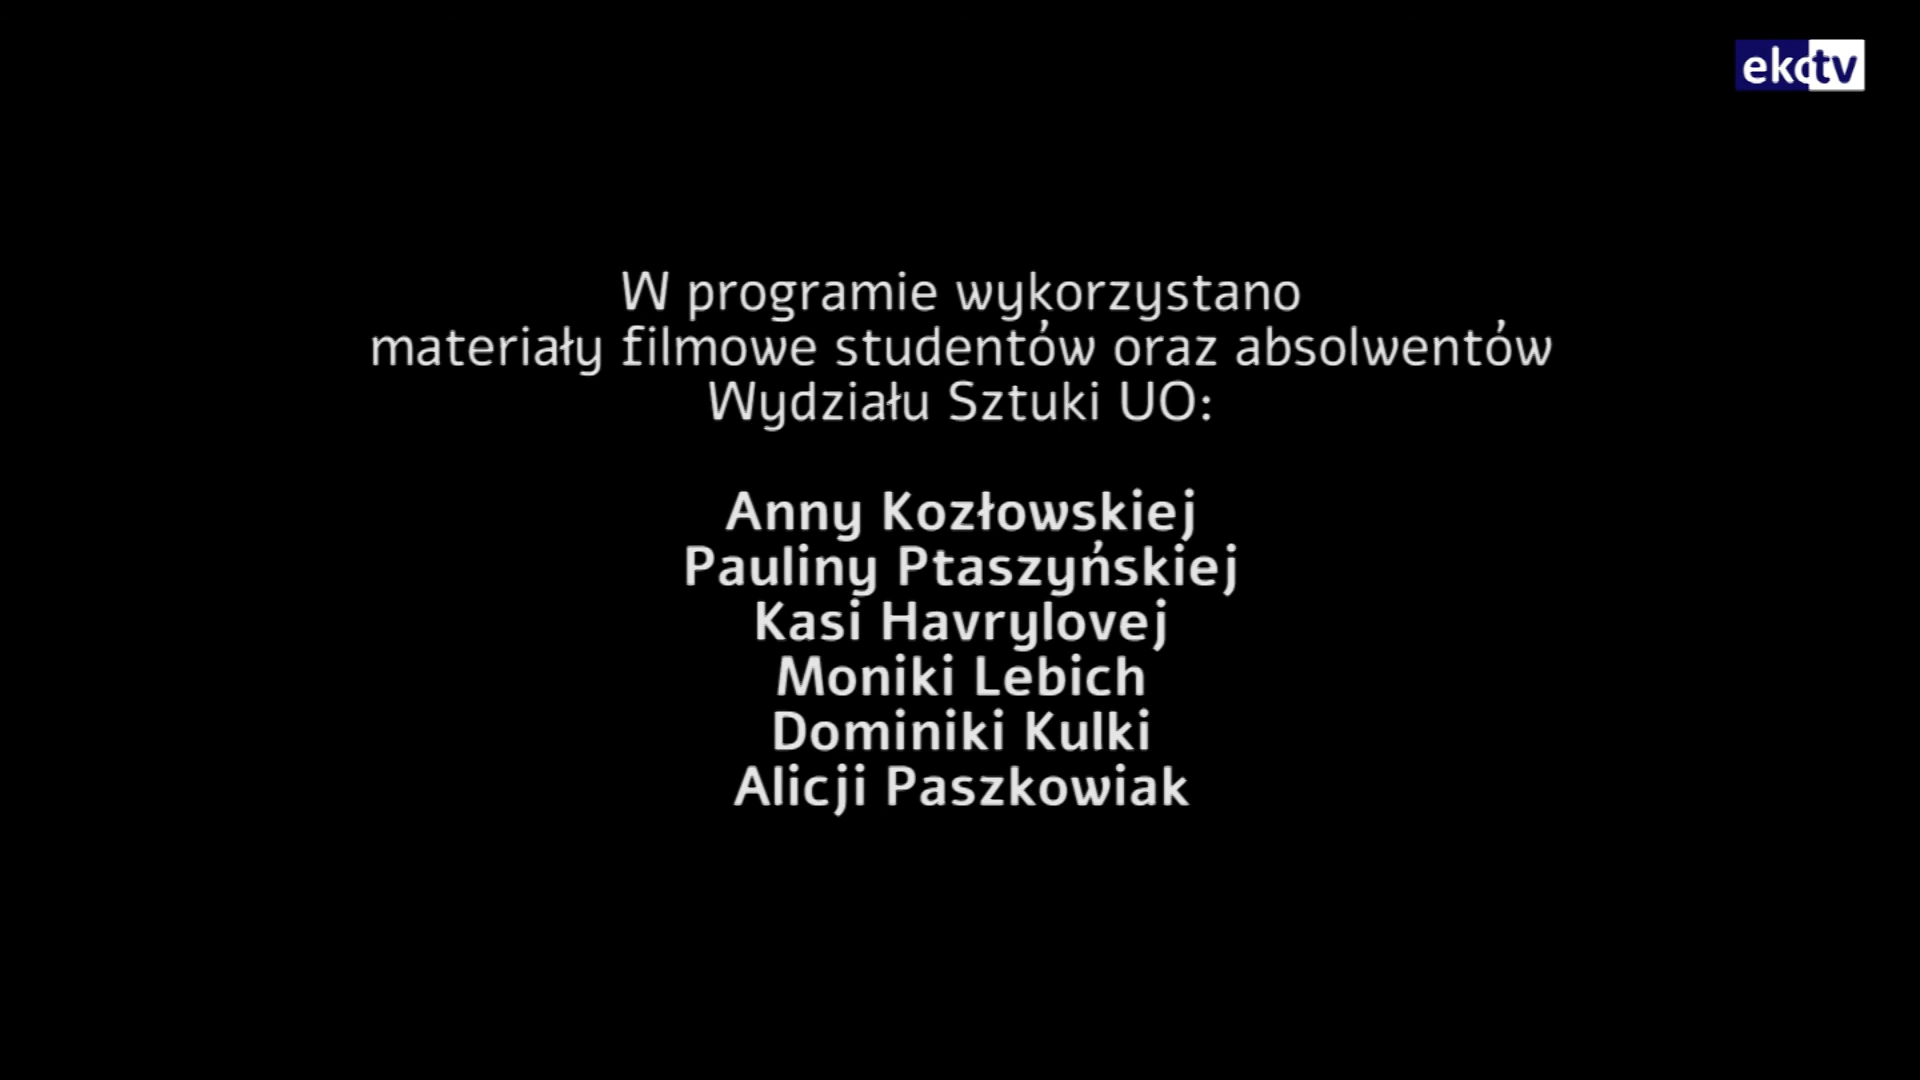 ekotv
W programie wykorzystano
materiały filmowe studentów oraz absolwentów
Wydziału Sztuki UO:
Anny Kozłowskiej
Pauliny Ptaszyńskiej
Kasi Havrylovej
Moniki Lebich
Dominiki Kulki
Alicji Paszkowiak